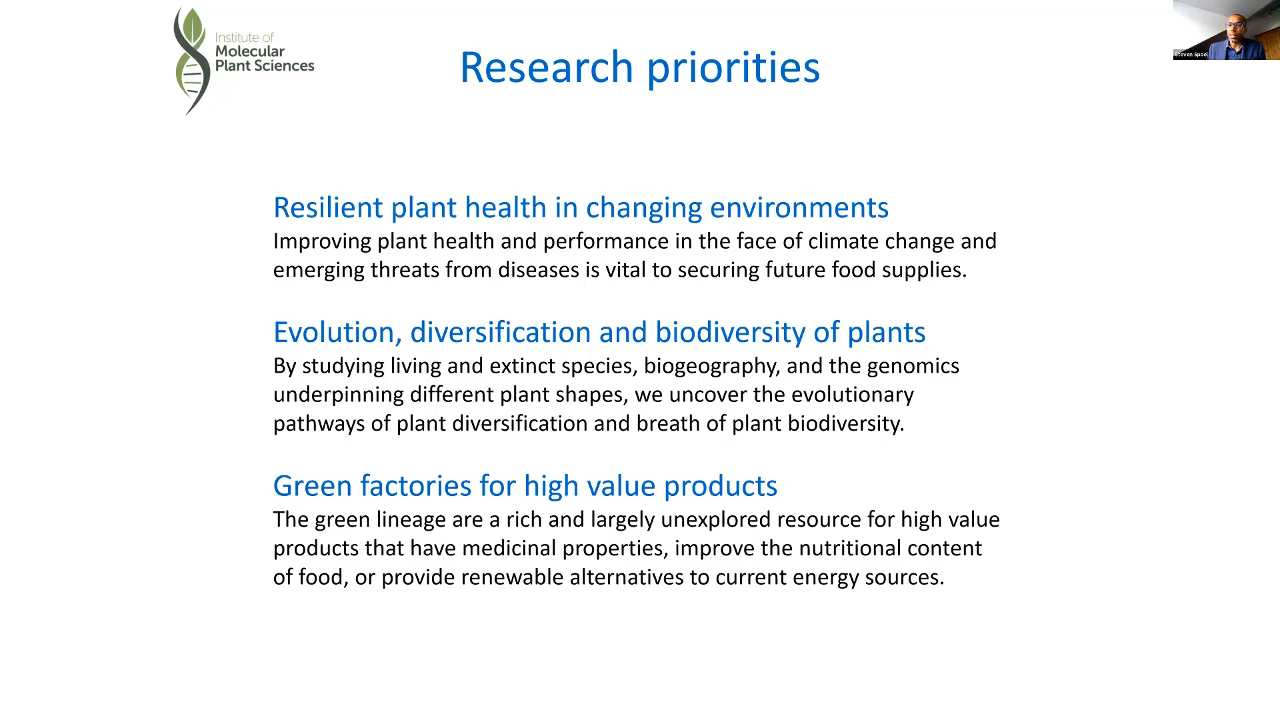 Institute of
Molecular
Plant Sciences
Research priorities
Steven Spoel
Resilient plant health in changing environments
Improving plant health and performance in the face of climate change and
emerging threats from diseases is vital to securing future food supplies.
Evolution, diversification and biodiversity of plants
By studying living and extinct species, biogeography, and the genomics
underpinning different plant shapes, we uncover the evolutionary
pathways of plant diversification and breath of plant biodiversity.
Green factories for high value products
The green lineage are a rich and largely unexplored resource for high value
products that have medicinal properties, improve the nutritional content
of food, or provide renewable alternatives to current energy sources.